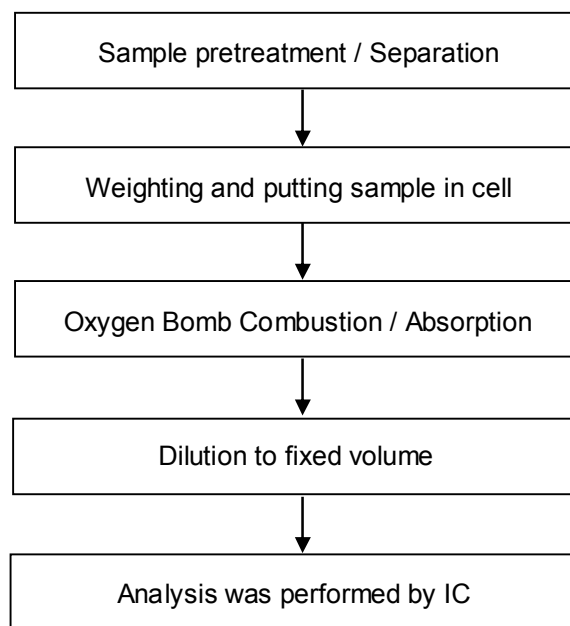 Sample pretreatment / Separation
Weighting and putting sample in cell
Oxygen Bomb Combustion / Absorption
Dilution to fixed volume
Analysis was performed by IC